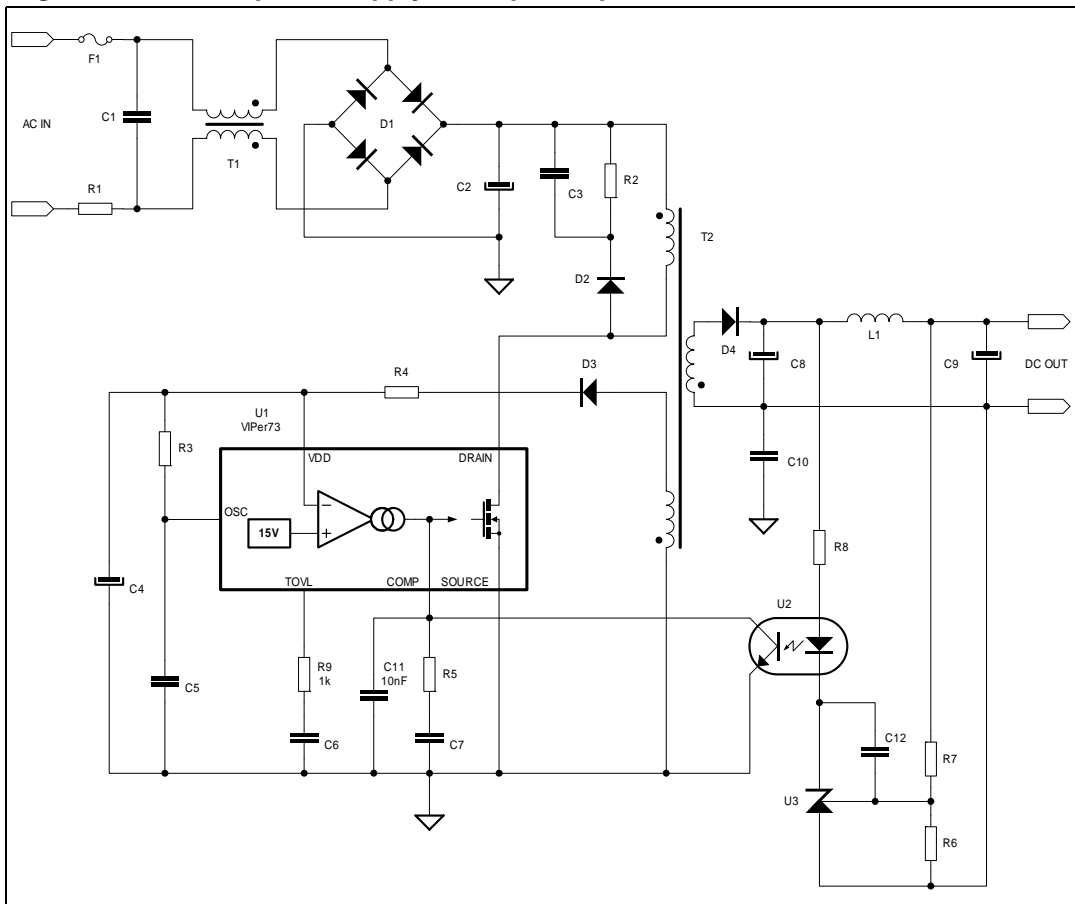 F1
C1
AC IN
T1
D1
R1
C2
C3
R2
T2
D2
D4
C8
L1
C9
DC OUT
D3
R4
U1
VIPer73
R3
VDD
DRAIN
OSC
15V
C10
R8
TOVL
COMP
SOURCE
C4
U2
R9
1k
C11
10nF
R5
C5
C6
C7
C12
R7
U3
R6